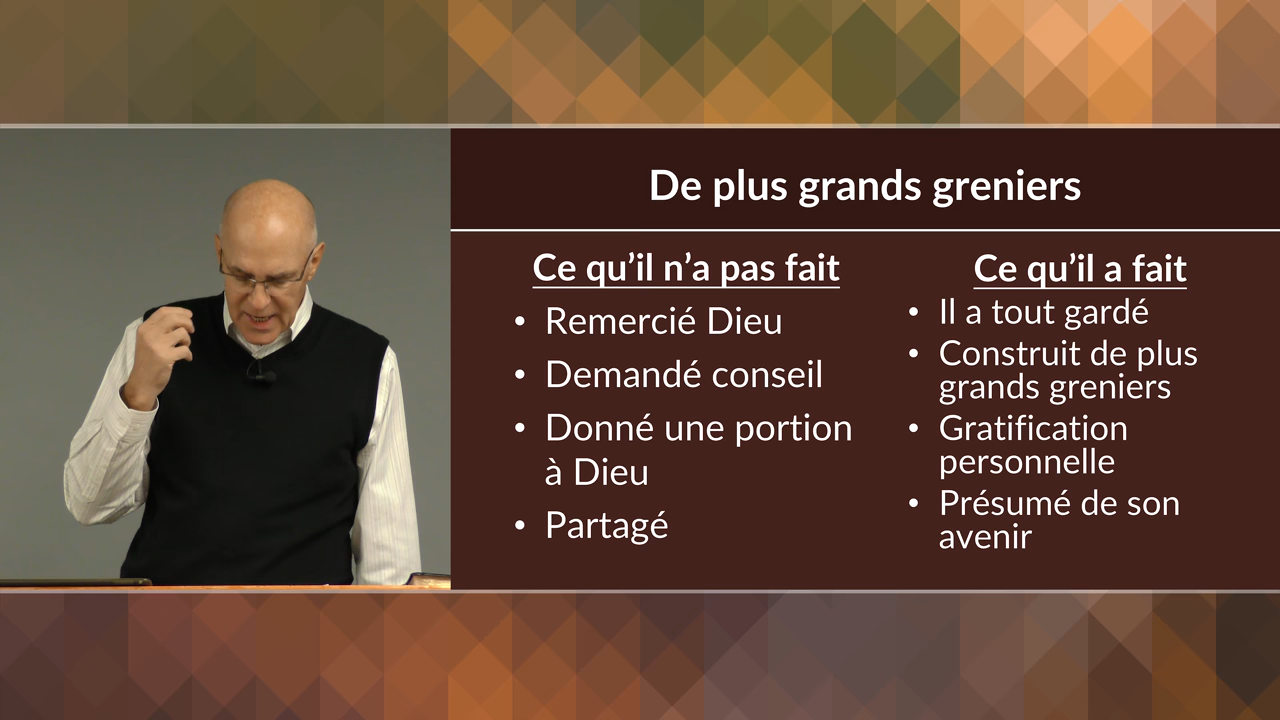 De plus grands greniers
Ce qu’il n’a pas fait
• Remercié Dieu
• Demandé conseil
• Donné une portion
à Dieu
• Partagé
Ce qu’il a fait
• Il a tout gardé
• Construit de plus
grands greniers
• Gratification
personnelle
• Présumé de son
avenir